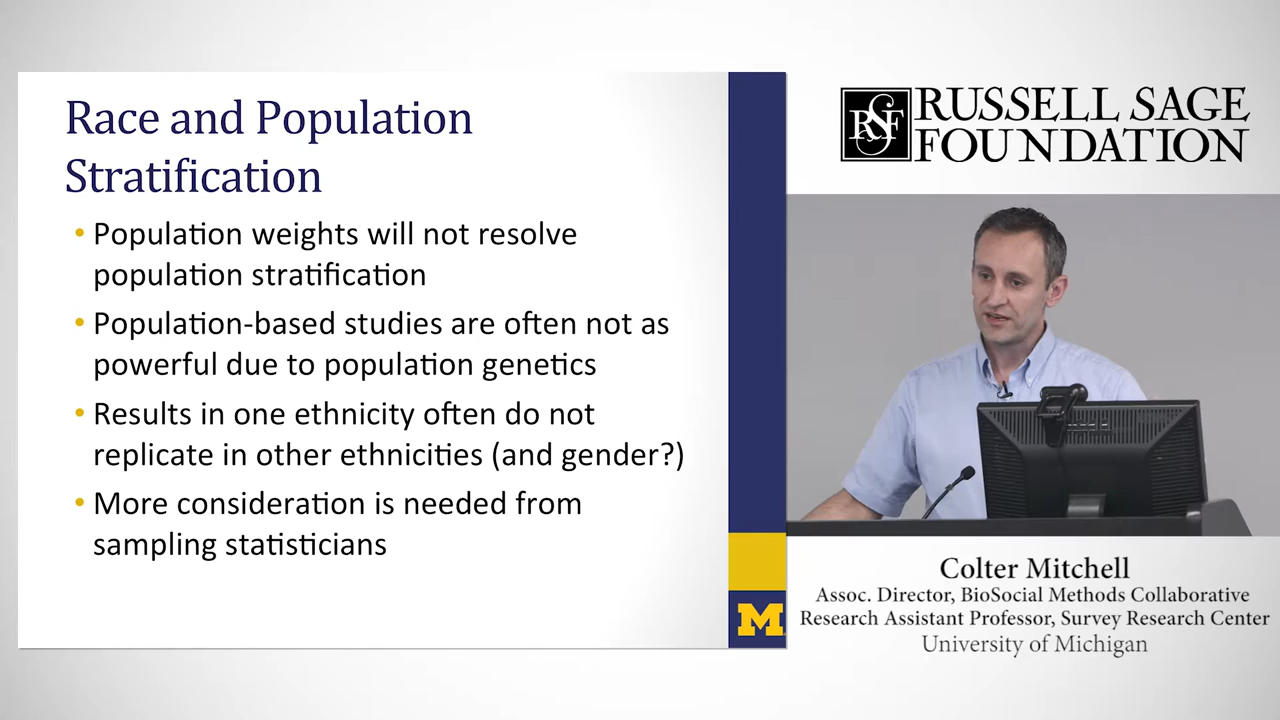 Race and Population
Stratification
• Population weights will not resolve
population stratification
• Population-based studies are often not as
powerful due to population genetics
• Results in one ethnicity often do not
replicate in other ethnicities (and gender?)
• More consideration is needed from
sampling statisticians
M
RSF
RUSSELL SAGE
FOUNDATION
Colter Mitchell
Assoc. Director, BioSocial Methods Collaborative
Research Assistant Professor, Survey Research Center
University of Michigan